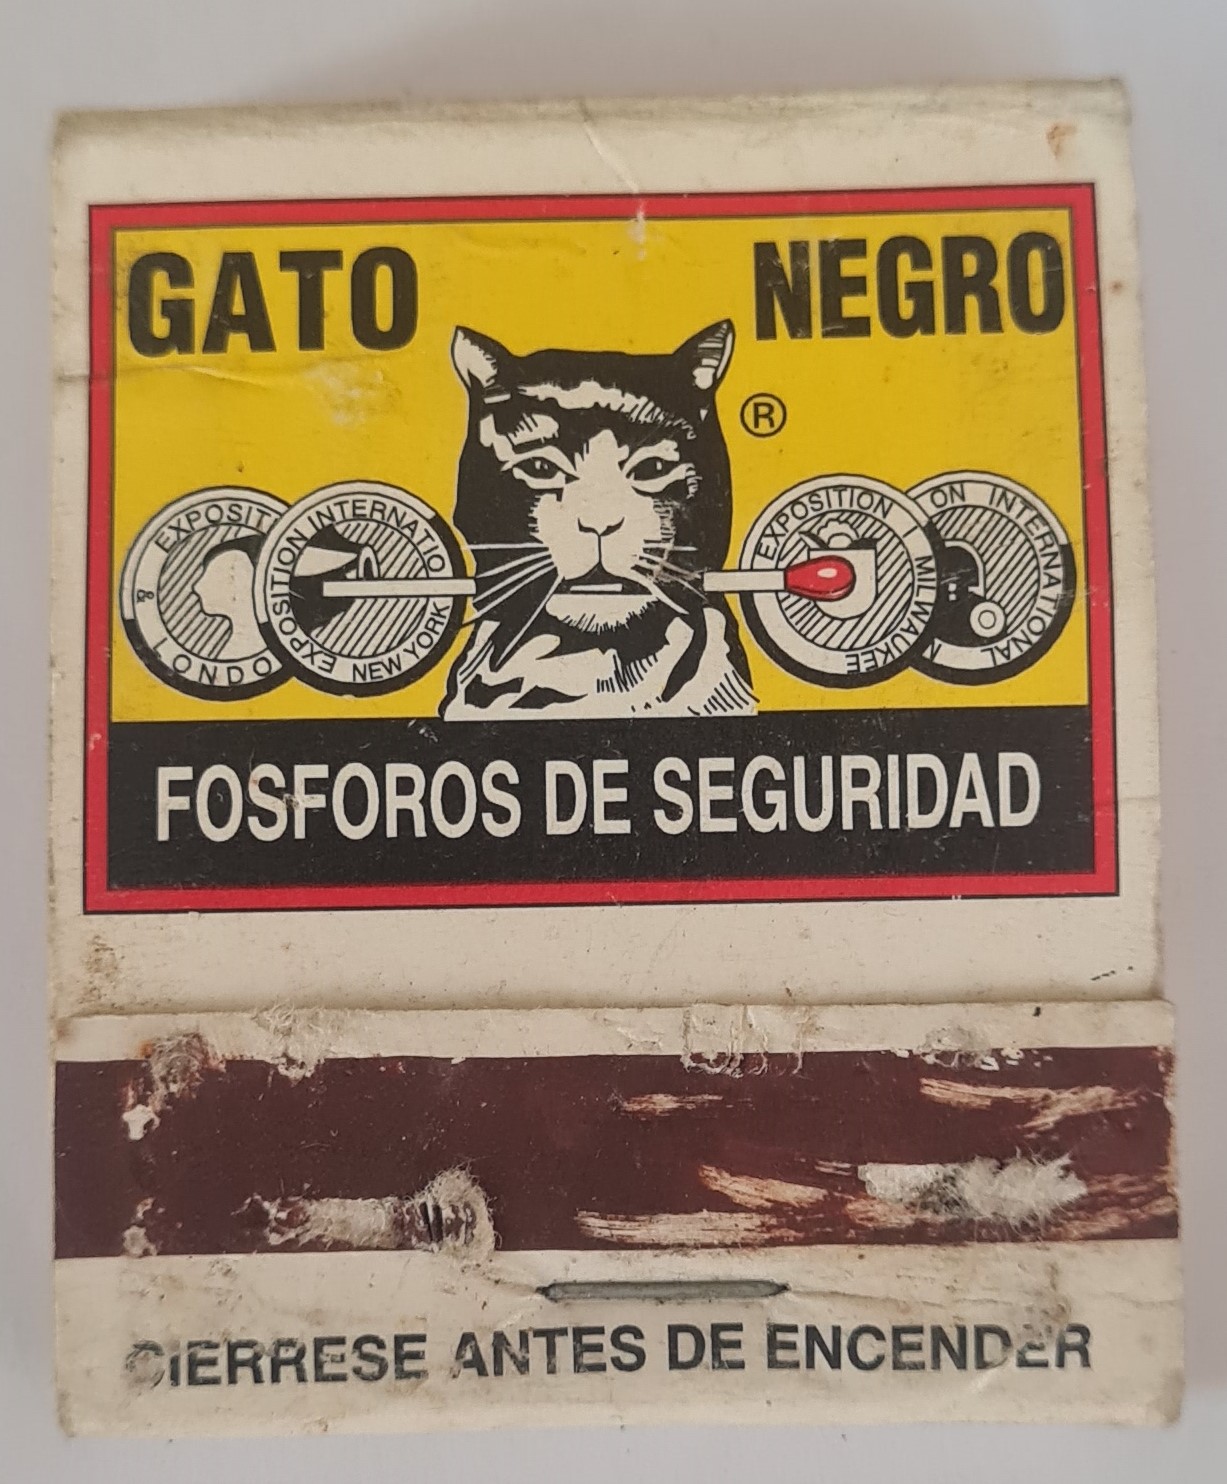 GATO NEGRO
®
EXPOSITI
& LONDO
EXPOSITION INTERNATIO
NEW YORK
EXPOSITION MILWAUKEE
ON INTERNATIONAL
FOSFOROS DE SEGURIDAD
CIERRESE ANTES DE ENCENDER